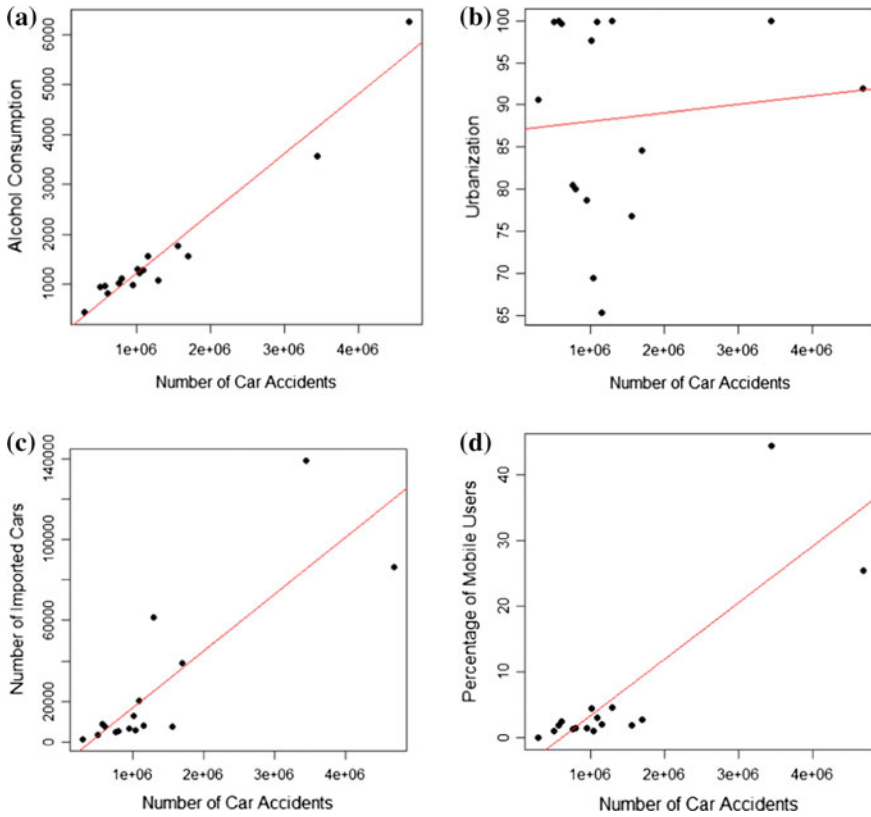 (a)
Alcohol Consumption
1000 2000 3000 4000 5000 6000
1e+06 2e+06 3e+06 4e+06
Number of Car Accidents
(b)
Urbanization
65 70 75 80 85 90 95 100
1e+06 2e+06 3e+06 4e+06
Number of Car Accidents
(c)
Number of Imported Cars
0 20000 60000 100000 140000
1e+06 2e+06 3e+06 4e+06
Number of Car Accidents
(d)
Percentage of Mobile Users
0 10 20 30 40
1e+06 2e+06 3e+06 4e+06
Number of Car Accidents